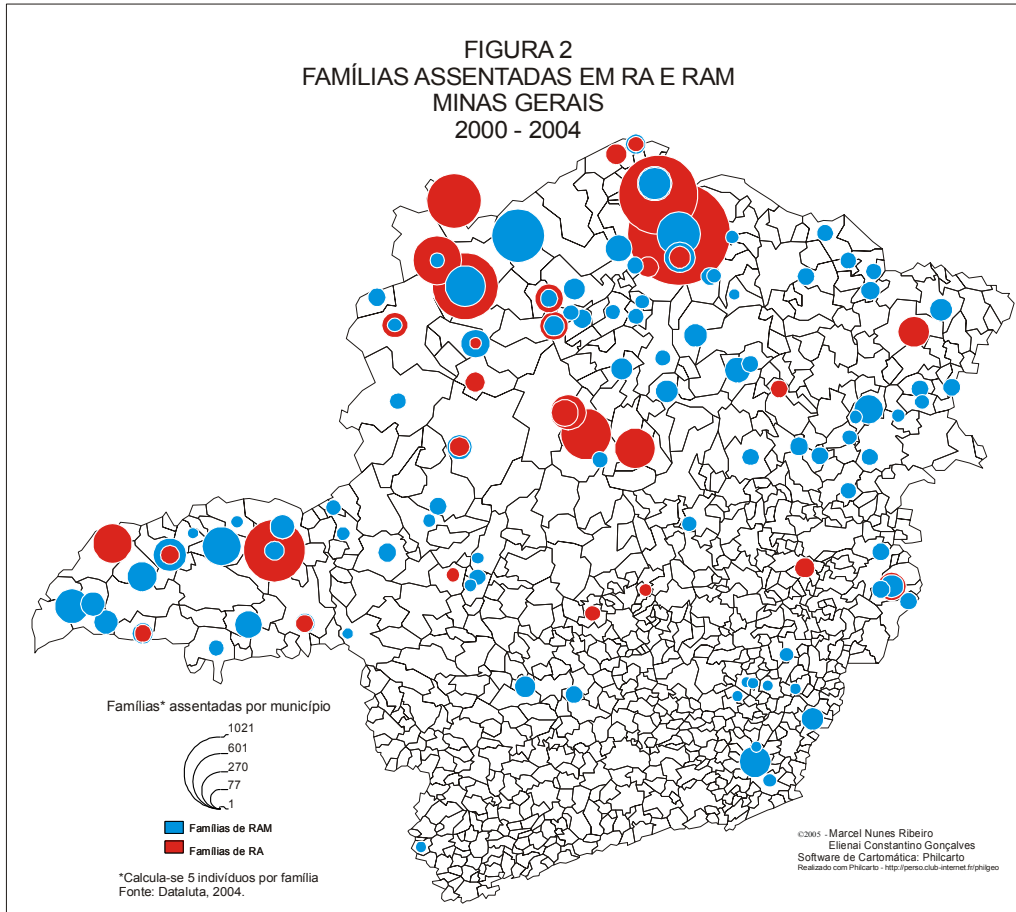 FIGURA 2
FAMÍLIAS ASSENTADAS EM RA E RAM
MINAS GERAIS
2000 - 2004
Famílias* assentadas por município
1021
601
270
77
1
Famílias de RAM
Famílias de RA
*Calcula-se 5 indivíduos por família
Fonte: Dataluta, 2004.
©2005 - Marcel Nunes Ribeiro
Elienai Constantino Gonçalves
Software de Cartomática: Philcarto
Realizado com Philcarto - http://perso.club-internet.fr/philgeo